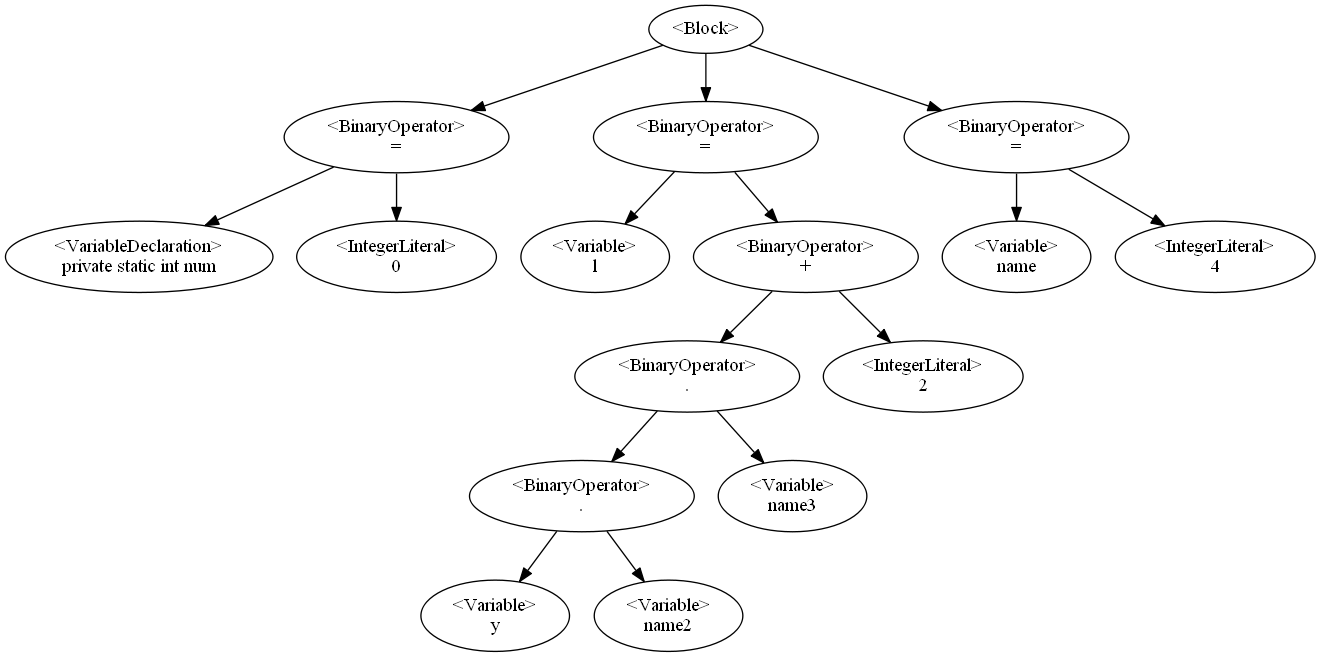 <Block>
<BinaryOperator>
=
<BinaryOperator>
=
<BinaryOperator>
=
<VariableDeclaration>
private static int num
<IntegerLiteral>
0
<Variable>
l
<BinaryOperator>
+
<Variable>
name
<IntegerLiteral>
4
<BinaryOperator>
.
<IntegerLiteral>
2
<BinaryOperator>
.
<Variable>
name3
<Variable>
y
<Variable>
name2